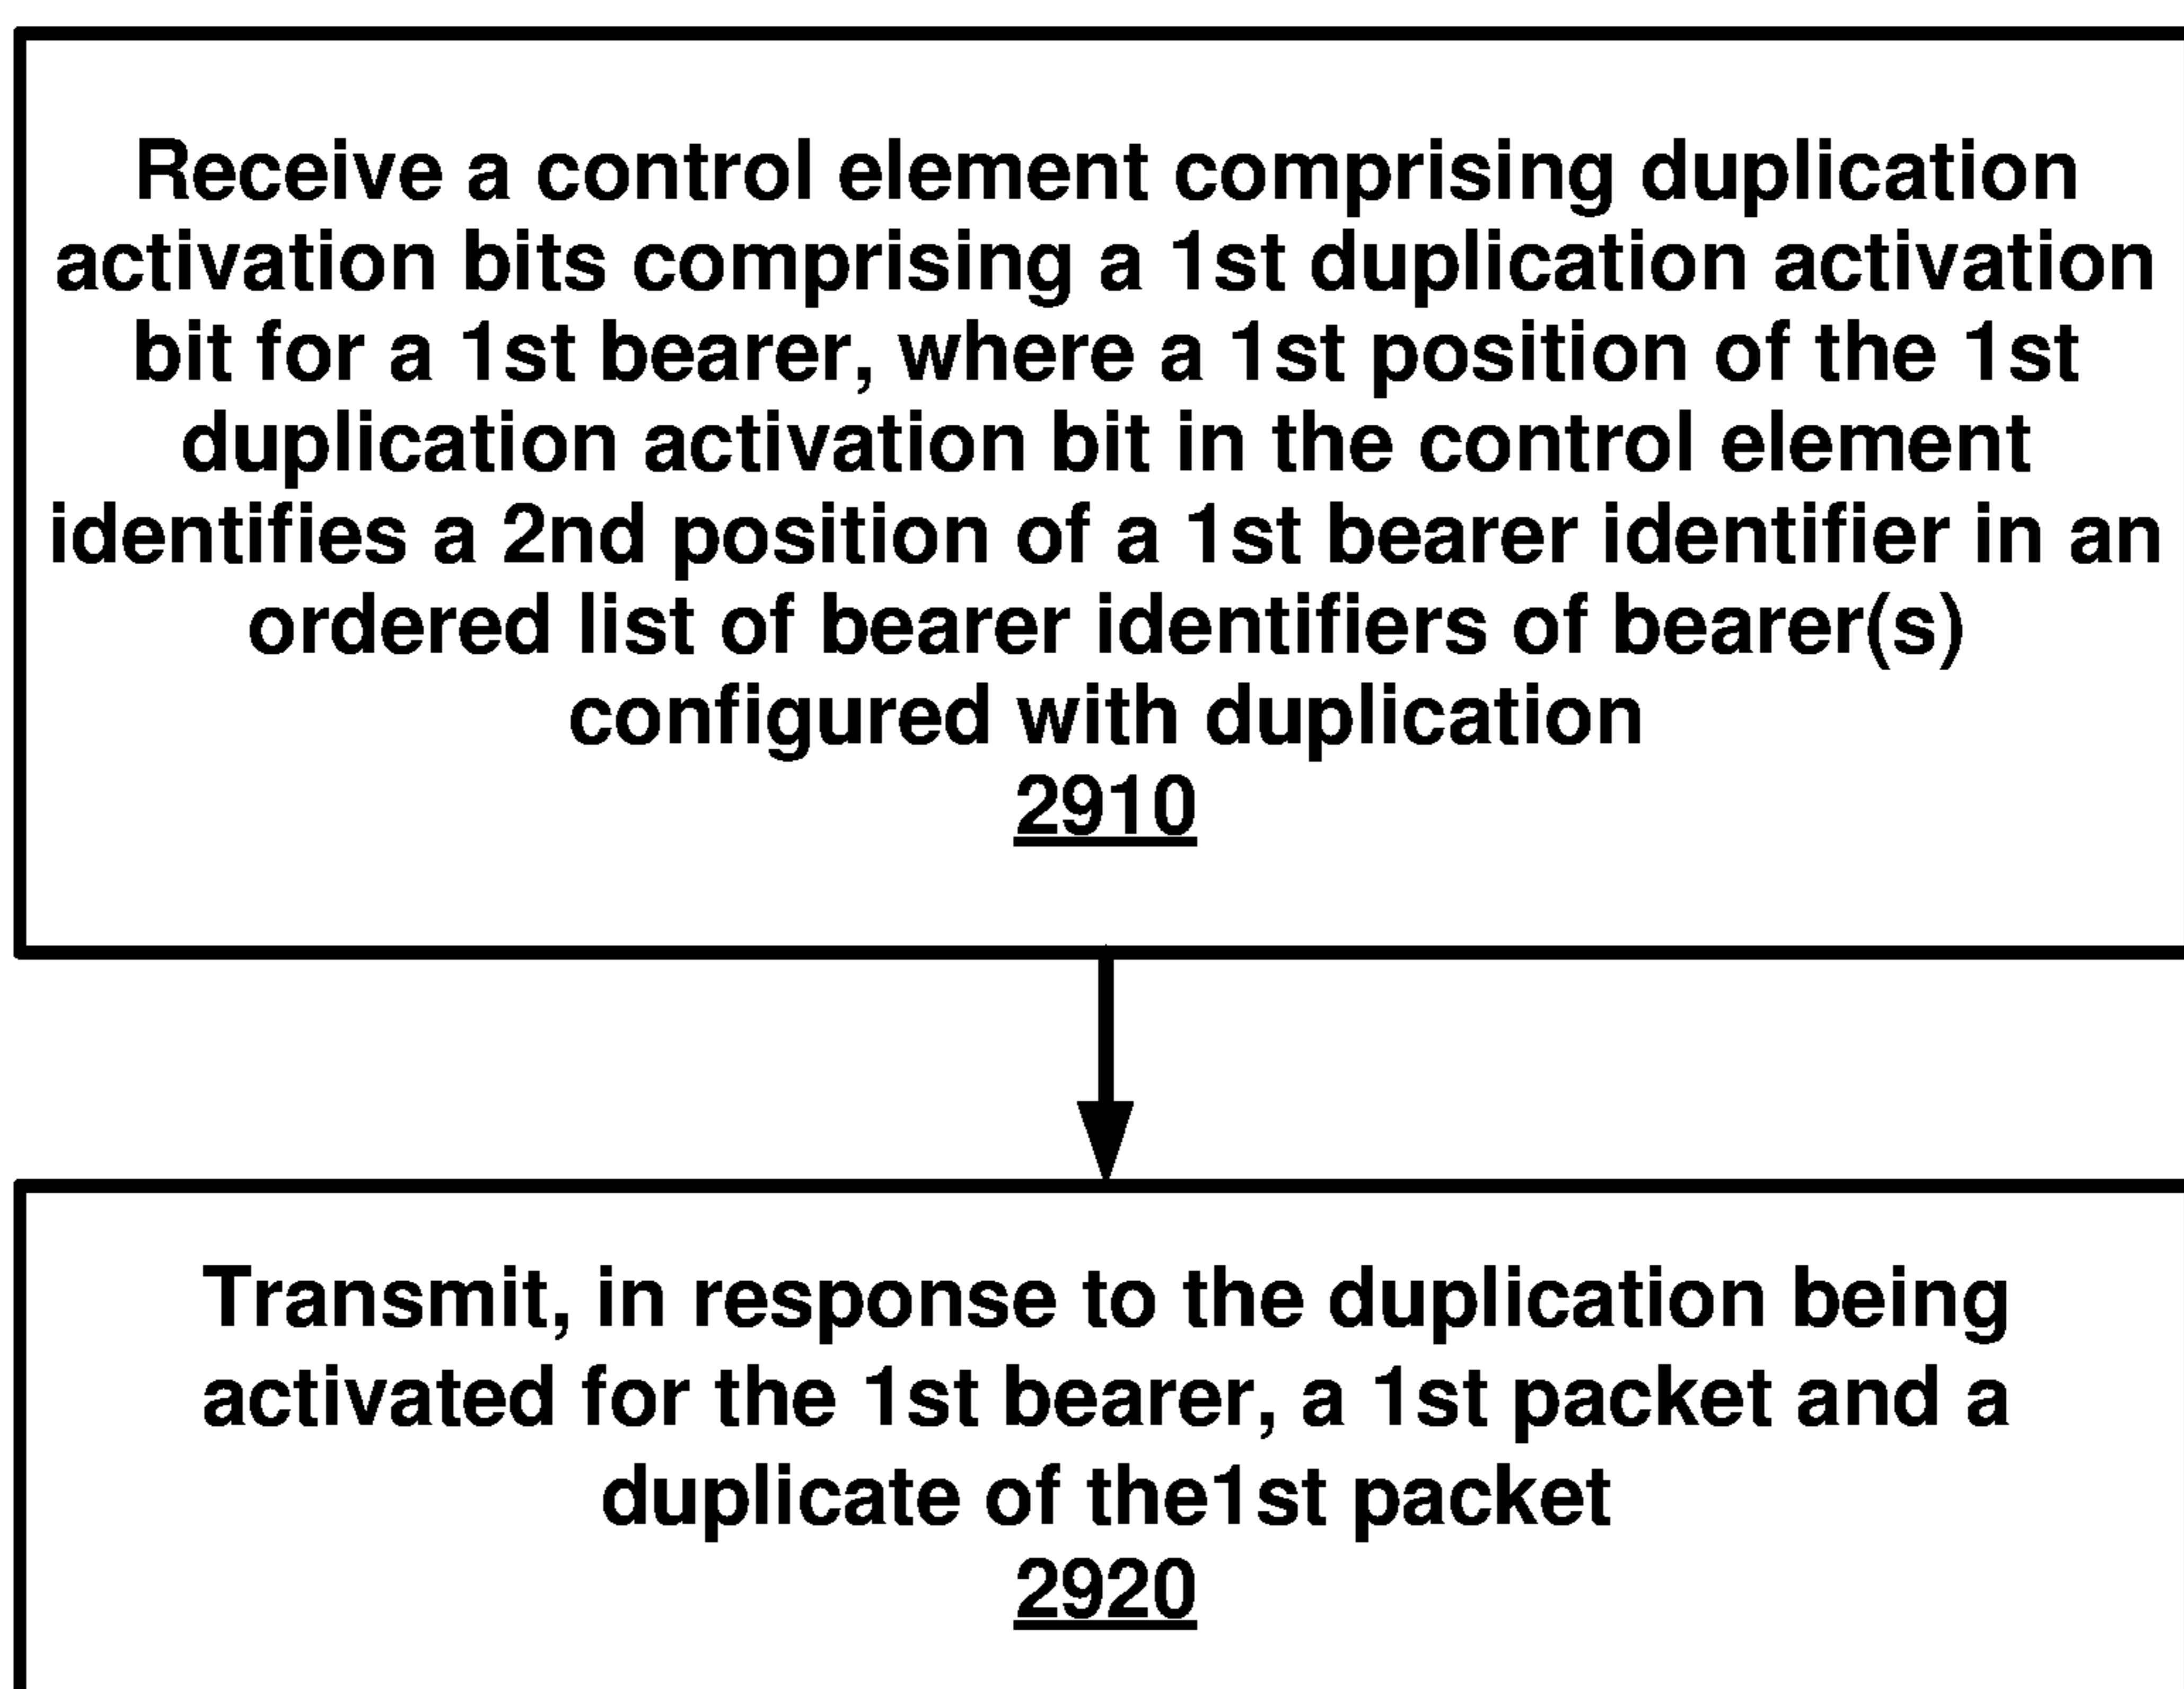 Receive a control element comprising duplication
activation bits comprising a 1st duplication activation
bit for a 1st bearer, where a 1st position of the 1st
duplication activation bit in the control element
identifies a 2nd position of a 1st bearer identifier in an
ordered list of bearer identifiers of bearer(s)
configured with duplication
2910
Transmit, in response to the duplication being
activated for the 1st bearer, a 1st packet and a
duplicate of the1st packet
2920